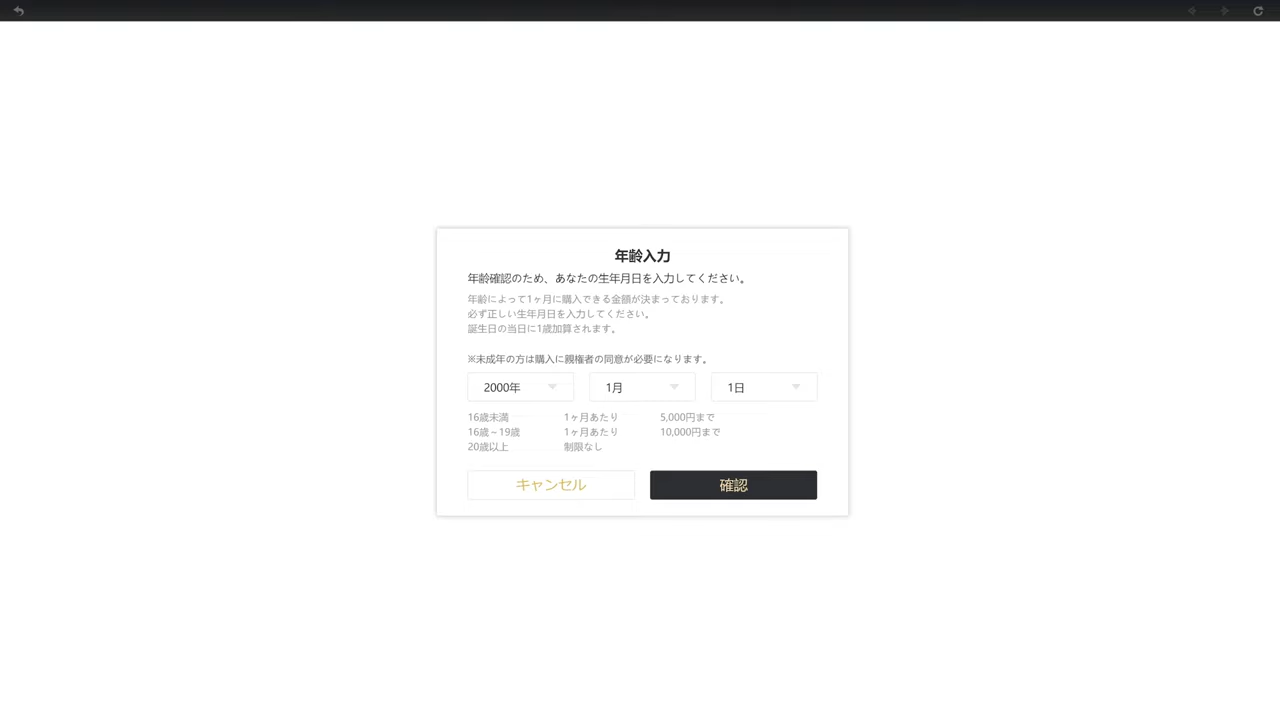 年齢入力
年齢確認のため、あなたの生年月日を入力してください。
年齢によって1ヶ月に購入できる金額が決まっております。
必ず正しい生年月日を入力してください。
誕生日の当日に1歳加算されます。
※未成年の方は購入に親権者の同意が必要になります。
2000年 1月 1日
16歳未満 1ヶ月あたり 5,000円まで
16歳～19歳 1ヶ月あたり 10,000円まで
20歳以上 制限なし
キャンセル 確認